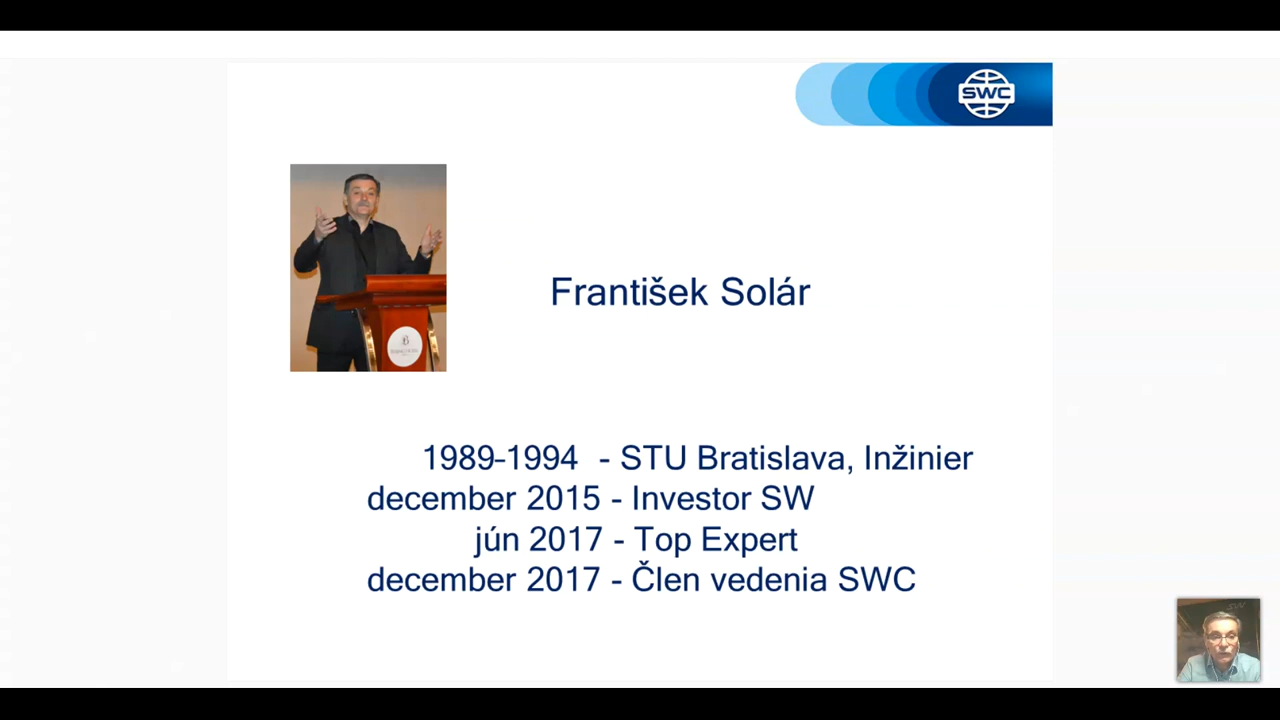 SWC
František Solár
1989-1994 - STU Bratislava, Inžinier
december 2015 - Investor SW
jún 2017 - Top Expert
december 2017 - Člen vedenia SWC